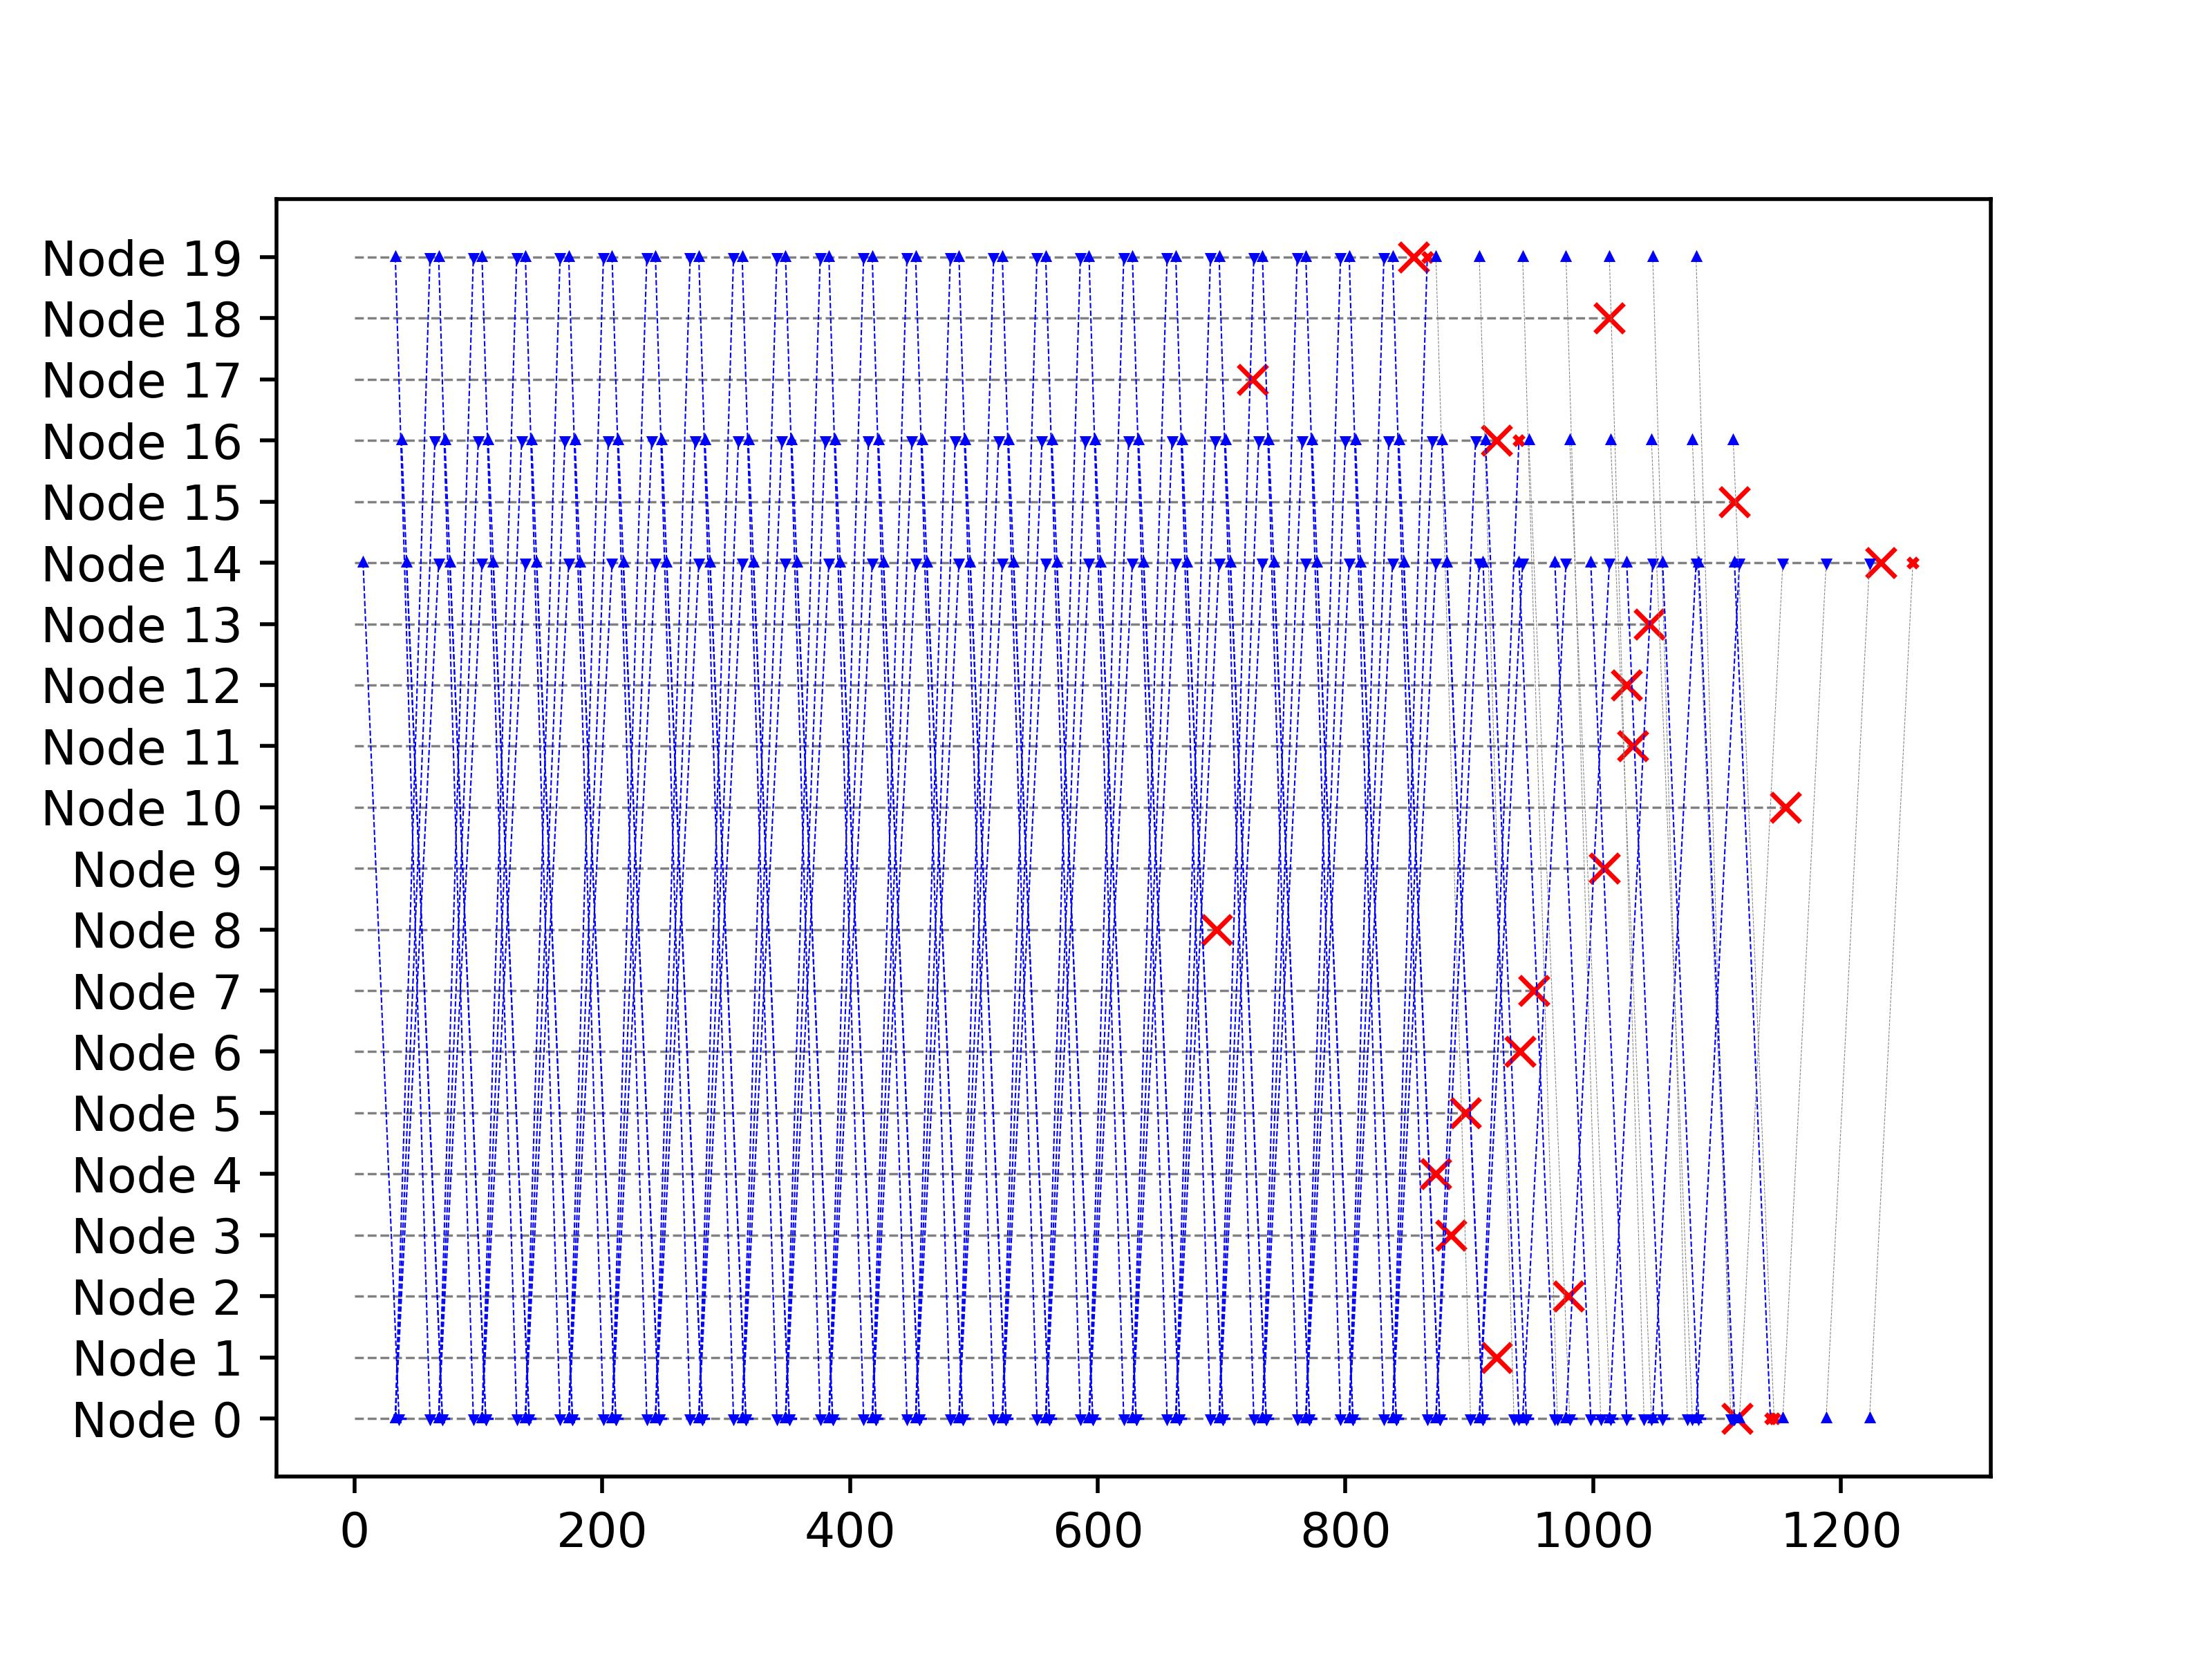 Node 19
Node 18
Node 17
Node 16
Node 15
Node 14
Node 13
Node 12
Node 11
Node 10
Node 9
Node 8
Node 7
Node 6
Node 5
Node 4
Node 3
Node 2
Node 1
Node 0
0 200 400 600 800 1000 1200